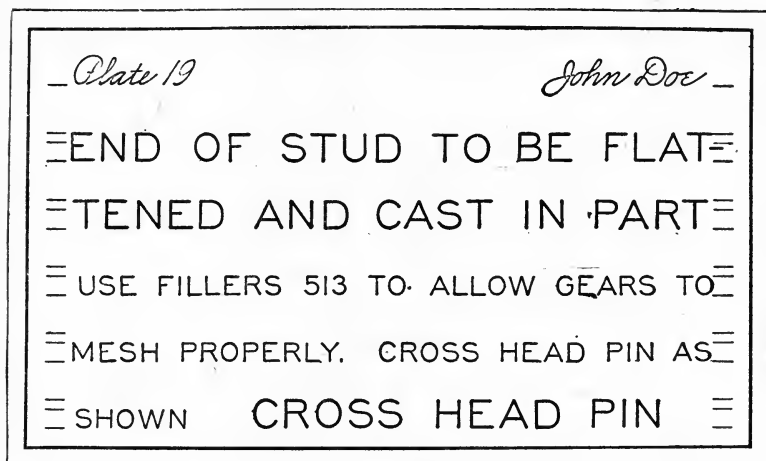 Plate 19 John Doe
END OF STUD TO BE FLAT-
TENED AND CAST IN PART
USE FILLERS 513 TO ALLOW GEARS TO
MESH PROPERLY. CROSS HEAD PIN AS
SHOWN CROSS HEAD PIN